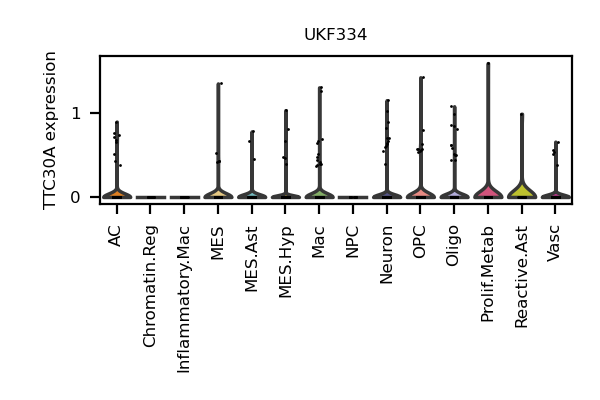 UKF334
TTC30A expression
1
0
AC
Chromatin.Reg
Inflammatory.Mac
MES
MES.Ast
MES.Hyp
Mac
NPC
Neuron
OPC
Oligo
Prolif.Metab
Reactive.Ast
Vasc